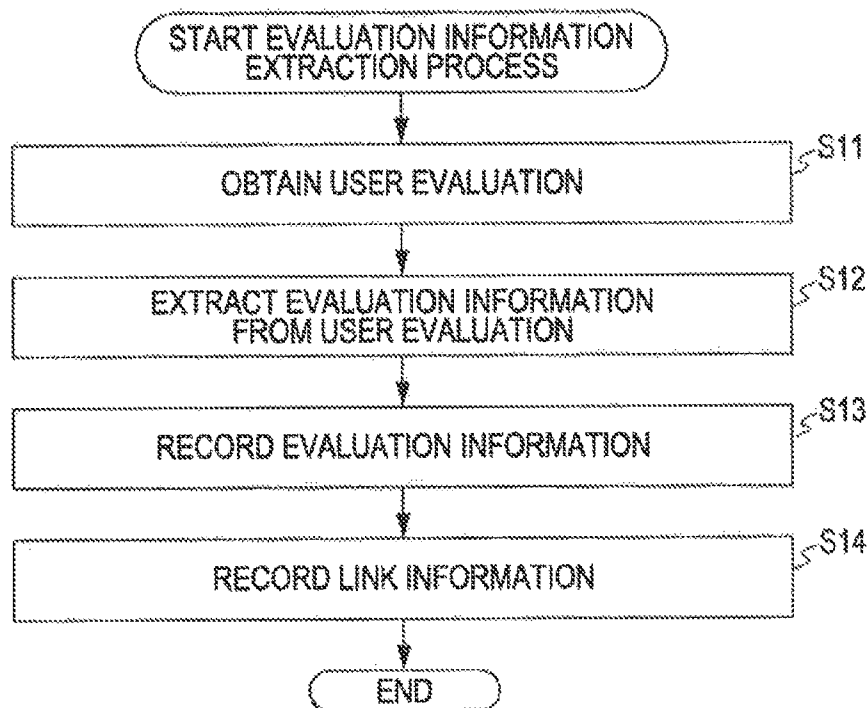 START EVALUATION INFORMATION
EXTRACTION PROCESS
S11
OBTAIN USER EVALUATION
S12
EXTRACT EVALUATION INFORMATION
FROM USER EVALUATION
S13
RECORD EVALUATION INFORMATION
S14
RECORD LINK INFORMATION
END